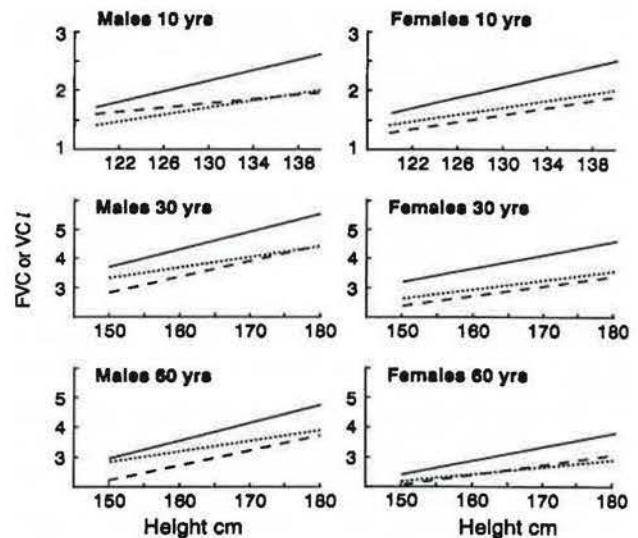 Males 10 yrs
Females 10 yrs
3
2
1
122 126 130 134 138
3
2
1
122 126 130 134 138
FVC or VC l
Males 30 yrs
Females 30 yrs
5
4
3
150 160 170 180
5
4
3
150 160 170 180
Males 60 yrs
Females 60 yrs
5
4
3
150 160 170 180
5
4
3
150 160 170 180
Height cm
Height cm